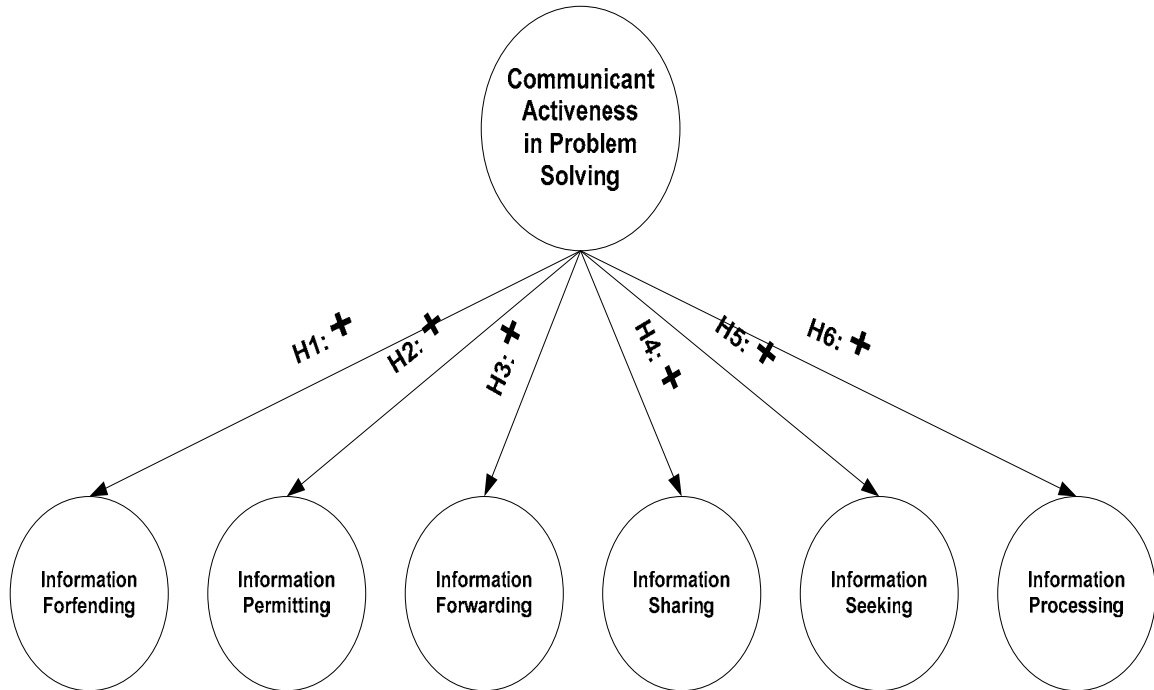 Communicant
Activeness
in Problem
Solving
H1: +
H2: +
H3: +
H4: +
H5: +
H6: +
Information
Forfending
Information
Permitting
Information
Forwarding
Information
Sharing
Information
Seeking
Information
Processing